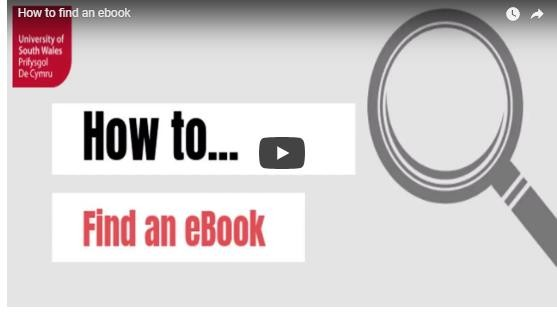 How to find an ebook
University of
South Wales
Prifysgol
De Cymru
How to...
Find an eBook